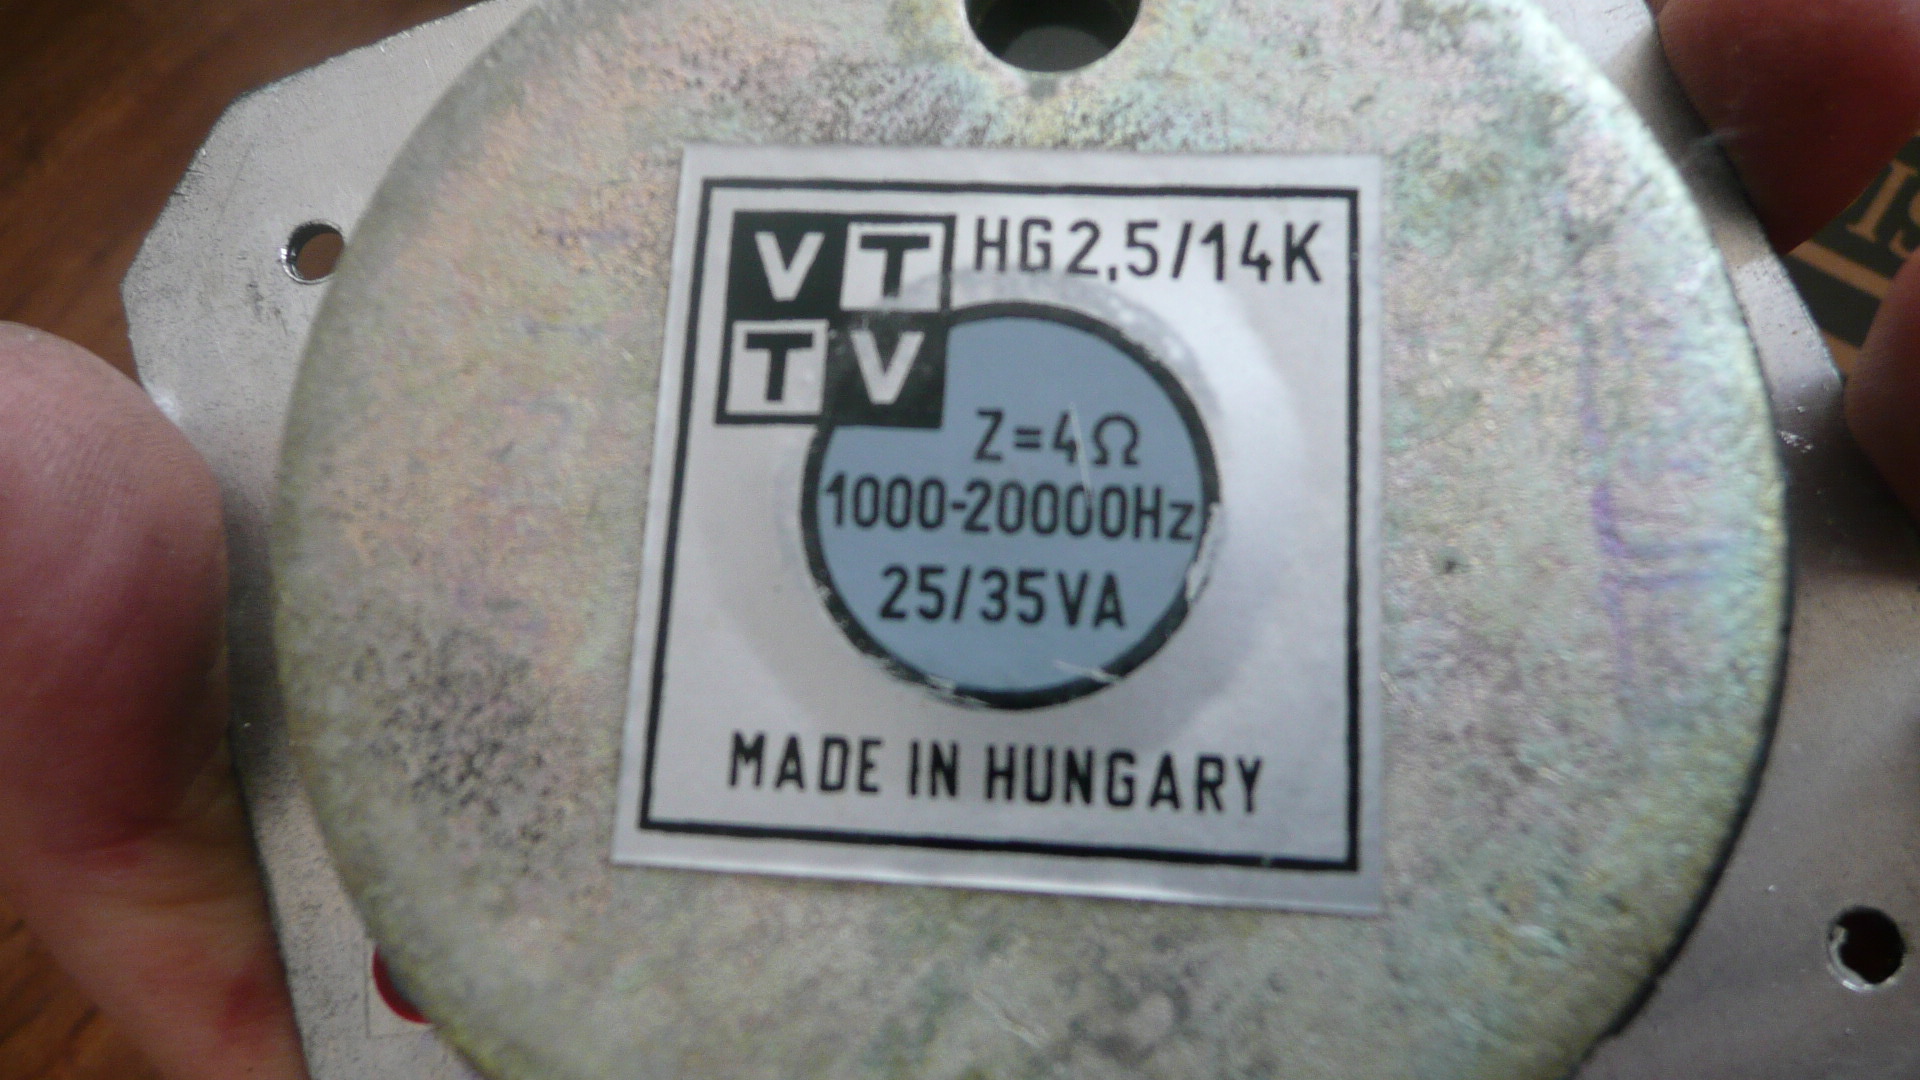 VT
TV
HG2,5/14K
Z=4Ω
1000-20000Hz
25/35VA
MADE IN HUNGARY